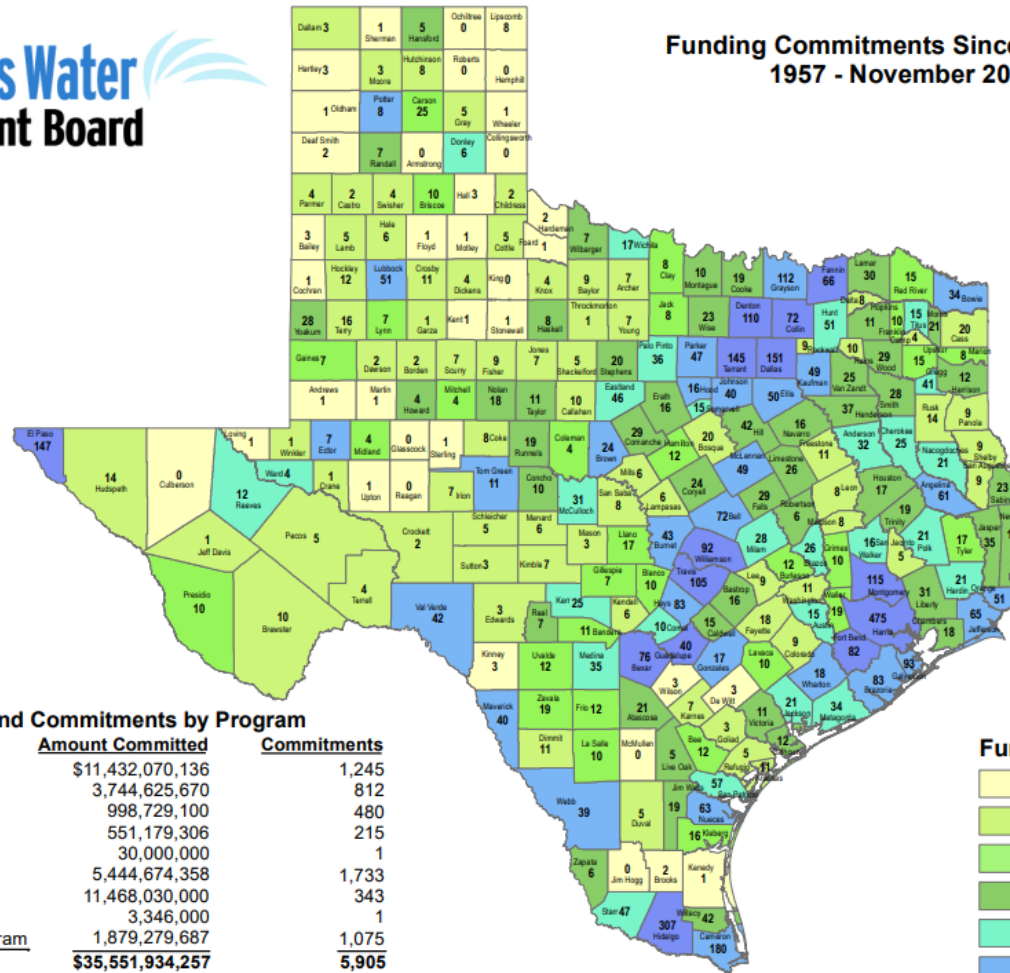 s Water
nt Board
Funding Commitments Since
1957 - November 20
Dallam 3
1 Sherman
5 Hansford
Ochiltree 0
Lipscomb 8
Hartley 3
3 Moore
Hutchinson 8
Roberts 0
0 Hemphill
1 Oldham
Potter 8
Carson 25
5 Gray
1 Wheeler
Deaf Smith 2
7 Randall
0 Armstrong
Donley 6
Collingsworth 0
4 Parmer
2 Castro
4 Swisher
10 Briscoe
Hall 3
2 Childress
3 Bailey
5 Lamb
Hale 6
1 Floyd
1 Motley
5 Cottle
Foard 1
2 Hardeman
7 Wilbarger
17 Wichita
1 Cochran
Hockley 12
Lubbock 51
Crosby 11
4 Dickens
King 0
4 Knox
9 Baylor
7 Archer
8 Clay
10 Montague
19 Cooke
112 Grayson
Fannin 66
Lamar 30
15 Red River
34 Bowie
28 Yoakum
16 Terry
7 Lynn
1 Garza
Kent 1
1 Stonewall
8 Haskell
Throckmorton 1
7 Young
Jack 8
23 Wise
Denton 110
72 Collin
Hunt 51
Delta 8
11 Hopkins
10 Franklin
15 Titus
Morris 21
Camp 4
20 Cass
Gaines 7
2 Dawson
2 Borden
7 Scurry
9 Fisher
Jones 7
5 Shackelford
20 Stephens
Palo Pinto 36
Parker 47
145 Tarrant
151 Dallas
9 Rockwall
49 Kaufman
10 Rains
29 Wood
Upshur 15
8 Marion
Gregg 41
12 Harrison
Andrews 1
Martin 1
4 Howard
Mitchell 4
Nolan 18
11 Taylor
10 Callahan
Eastland 46
Erath 16
16 Hood
15 Somervell
Johnson 40
50 Ellis
25 Van Zandt
28 Smith
37 Henderson
Rusk 14
9 Panola
El Paso 147
14 Hudspeth
0 Culberson
Loving 1
1 Winkler
7 Ector
4 Midland
0 Glasscock
1 Sterling
8 Coke
19 Runnels
Coleman 4
24 Brown
29 Comanche
Hamilton 12
20 Bosque
42 Hill
16 Navarro
Freestone 11
Anderson 32
Cherokee 25
Nacogdoches 21
9 Shelby
San Augustine 9
23 Sabin
12 Reeves
Ward 4
1 Crane
1 Upton
0 Reagan
7 Irion
Tom Green 11
Concho 10
31 McCulloch
San Saba 8
Mills 6
6 Lampasas
24 Coryell
McLennan 49
Limestone 26
29 Falls
Robertson 6
8 Leon
Houston 17
Angelina 61
19 Trinity
1 Jeff Davis
Pecos 5
Crockett 2
Schleicher 5
Menard 6
Mason 3
Llano 17
43 Burnet
72 Bell
28 Milam
26 Brazos
Madison 8
Grimes 10
16 Walker
San Jacinto 5
21 Polk
17 Tyler
Jasper 35
Ne
1
Presidio 10
10 Brewster
4 Terrell
Val Verde 42
Sutton 3
Kimble 7
Gillespie 7
Blanco 10
92 Williamson
Travis 105
Lee 9
12 Burleson
11 Washington
Waller 19
115 Montgomery
31 Liberty
21 Hardin
Orange 51
3 Edwards
Real 7
Kerr 25
Kendall 6
Hays 83
10 Comal
15 Caldwell
Bastrop 16
18 Fayette
15 Austin
475 Harris
Fort Bend 82
Chambers 18
65 Jefferson
Kinney 3
Uvalde 12
11 Bandera
Medina 35
76 Bexar
40 Guadalupe
17 Gonzales
Lavaca 10
9 Colorado
18 Wharton
83 Brazoria
93 Galveston
Maverick 40
Zavala 19
Frio 12
21 Atascosa
3 Wilson
7 Karnes
3 De Witt
11 Victoria
21 Jackson
34 Matagorda
Dimmit 11
La Salle 10
McMullen 0
5 Live Oak
Bee 12
3 Goliad
5 Refugio
12 Calhoun
11 Aransas
Webb 39
5 Duval
Jim Wells 19
57 San Patricio
63 Nueces
16 Kleberg
Zapata 6
0 Jim Hogg
2 Brooks
Kenedy 1
Starr 47
307 Hidalgo
Willacy 42
Cameron 180
nd Commitments by Program
Amount Committed Commitments
$11,432,070,136 1,245
3,744,625,670 812
998,729,100 480
551,179,306 215
30,000,000 1
5,444,674,358 1,733
11,468,030,000 343
3,346,000 1
ram 1,879,279,687 1,075
$35,551,934,257 5,905
Fu